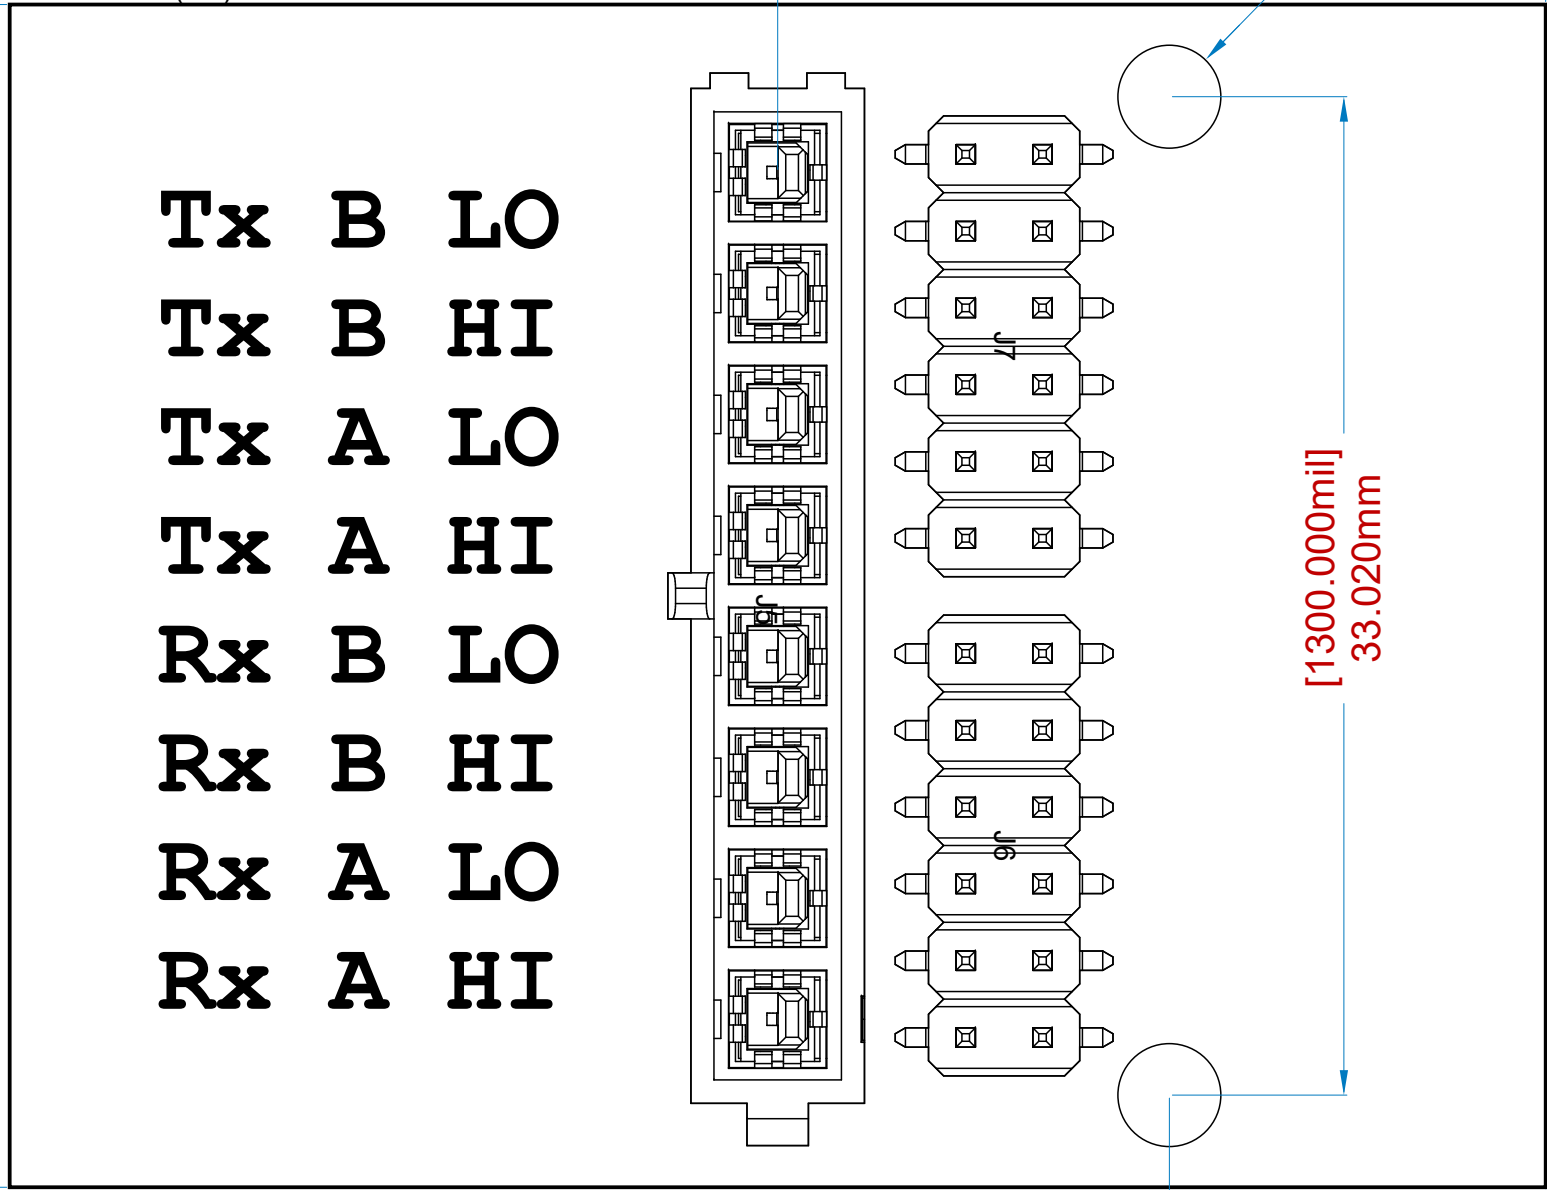 Tx B LO
Tx B HI
Tx A LO
Tx A HI
Rx B LO
Rx B HI
Rx A LO
Rx A HI
J5
J7
J6
[1300.000mil]
33.020mm